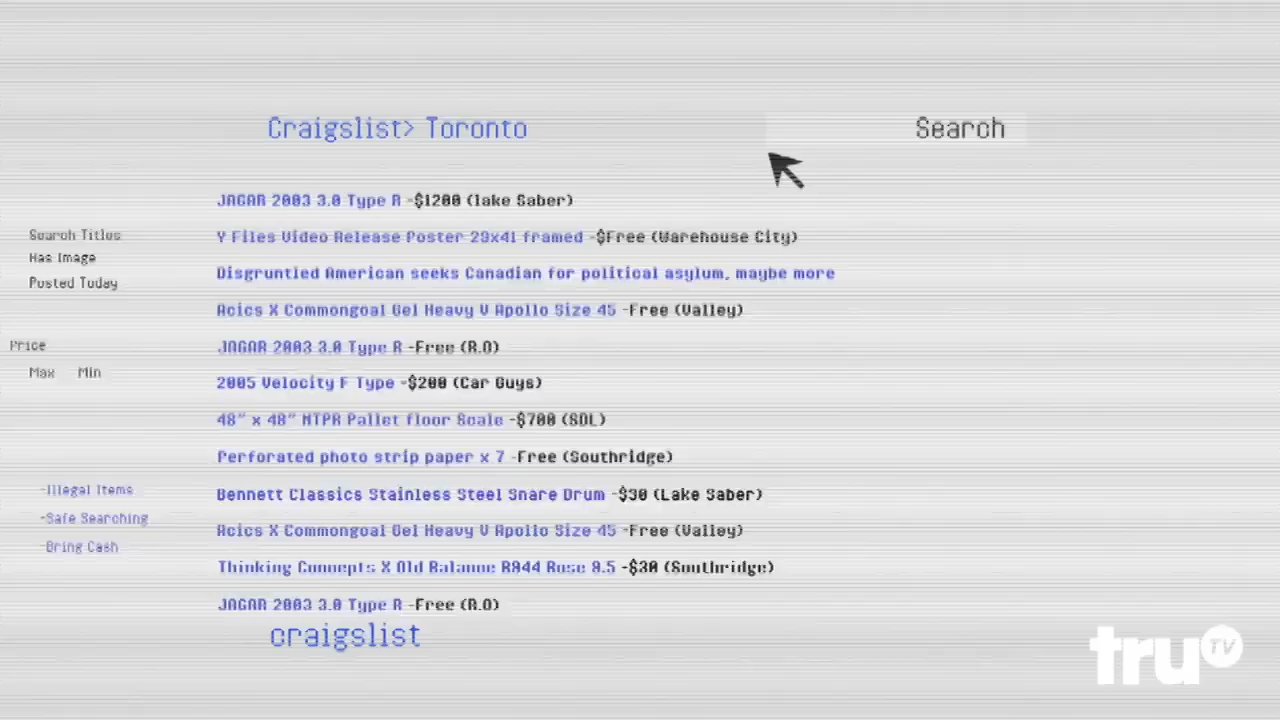 Craigslist> Toronto
Search
JAGAR 2003 3.0 Type R -$1200 (lake Saber)
Search Titles
Y Files Video Release Poster 29x41 framed -$Free (Warehouse City)
Has Image
Disgruntled American seeks Canadian for political asylum, maybe more
Posted Today
Acics X Commongoal Gel Heavy V Apollo Size 45 -Free (Valley)
Price
JAGAR 2003 3.0 Type R -Free (R.O)
Max Min
2005 Velocity F Type -$200 (Car Guys)
48" x 48" NTPR Pallet floor Scale -$700 (SDL)
Perforated photo strip paper x 7 -Free (Southridge)
-Illegal Items
Bennett Classics Stainless Steel Snare Drum -$30 (Lake Saber)
-Safe Searching
Acics X Commongoal Gel Heavy V Apollo Size 45 -Free (Valley)
-Bring Cash
Thinking Concepts X Old Balance R944 Rose 9.5 -$30 (Southridge)
JAGAR 2003 3.0 Type R -Free (R.O)
craigslist
tru TV